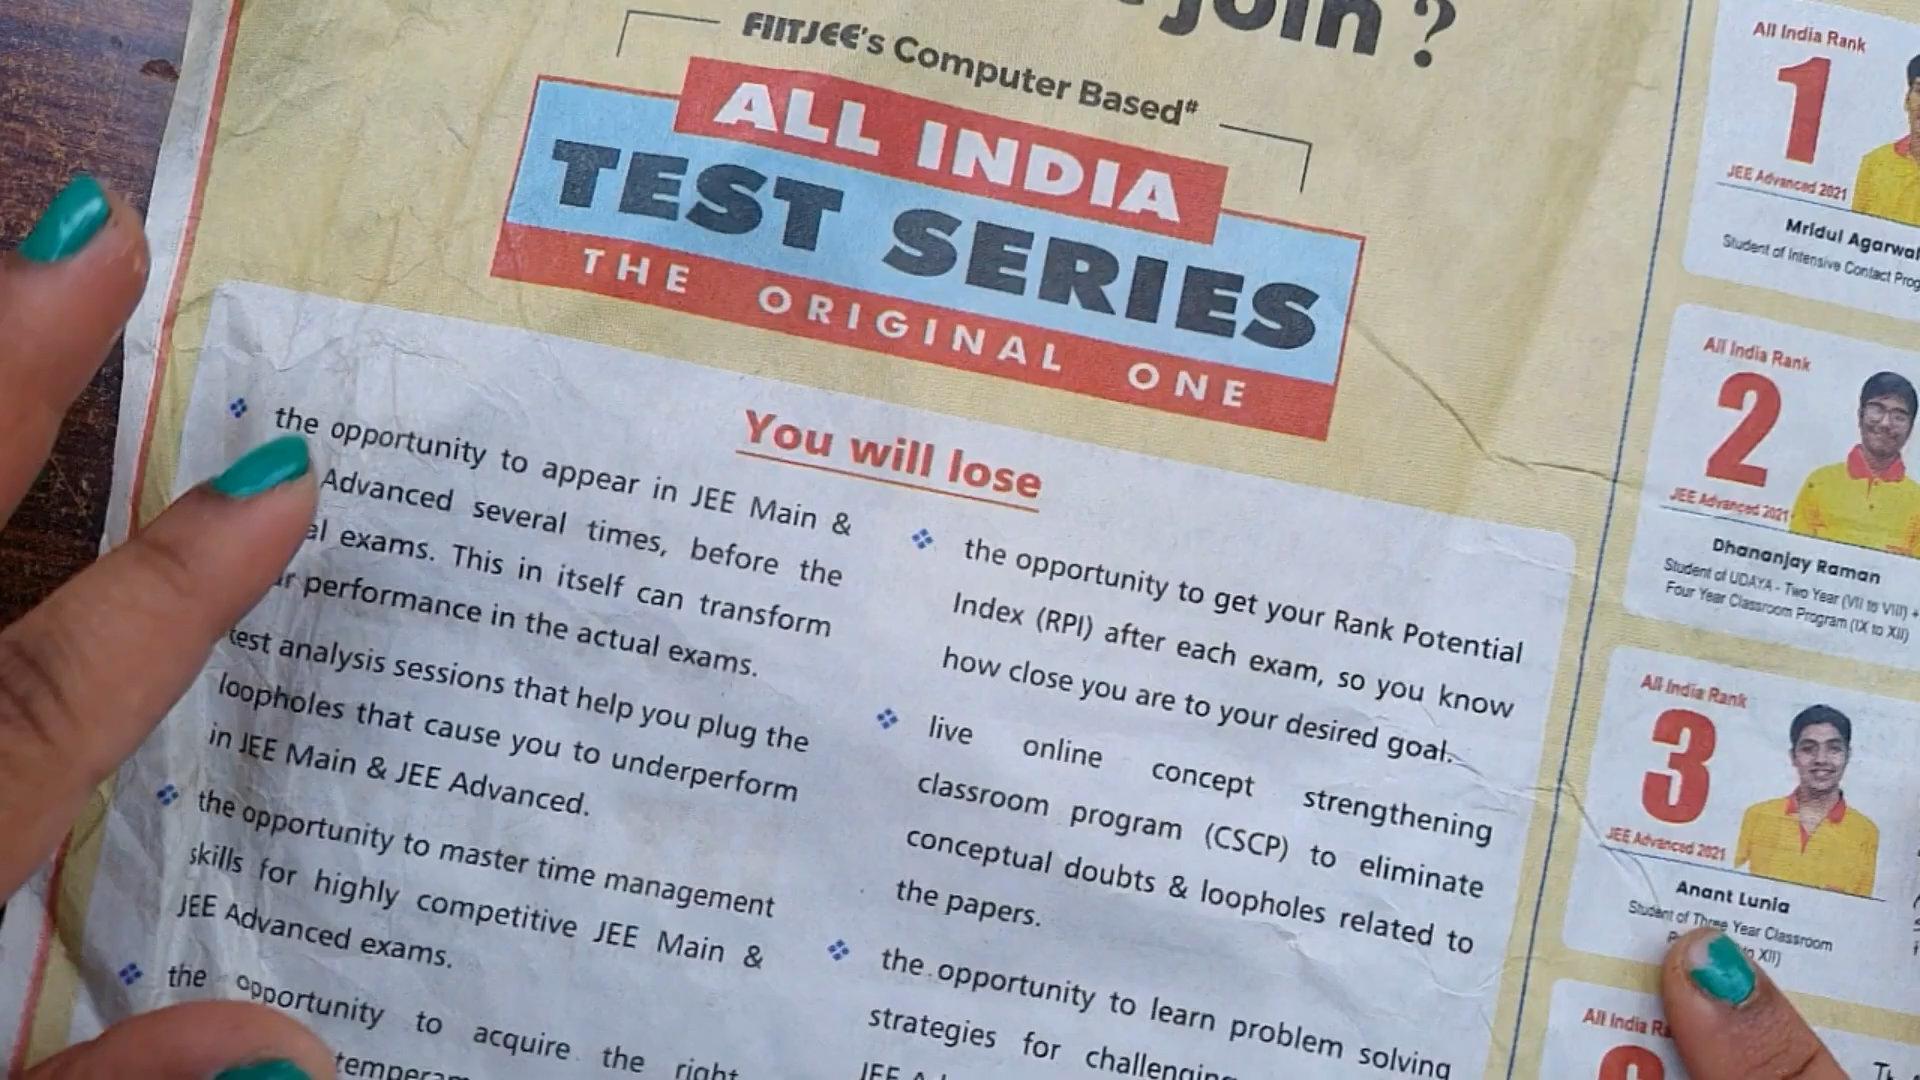 Join ?
FIITJEE's Computer Based#
ALL INDIA
TEST SERIES
THE ORIGINAL ONE
You will lose
the opportunity to appear in JEE Main &
Advanced several times, before the
exams. This in itself can transform
performance in the actual exams.
test analysis sessions that help you plug the
loopholes that cause you to underperform
in JEE Main & JEE Advanced.
the opportunity to master time management
skills for highly competitive JEE Main &
JEE Advanced exams.
the opportunity to acquire the right
the opportunity to get your Rank Potential
Index (RPI) after each exam, so you know
how close you are to your desired goal.
live online concept strengthening
classroom program (CSCP) to eliminate
conceptual doubts & loopholes related to
the papers.
the opportunity to learn problem solving
strategies for challenging
JEE
All India Rank
1
JEE Advanced 2021
Mridul Agarwal
Student of Intensive Contact
All India Rank
2
JEE Advanced 2021
Dhananjay Raman
Student of UDAYA - Two Year (VII to VIII) +
Four Year Classroom Program (IX to XII)
All India Rank
3
JEE Advanced 2021
Anant Lunia
Student of Three Year Classroom
to XII)
All India